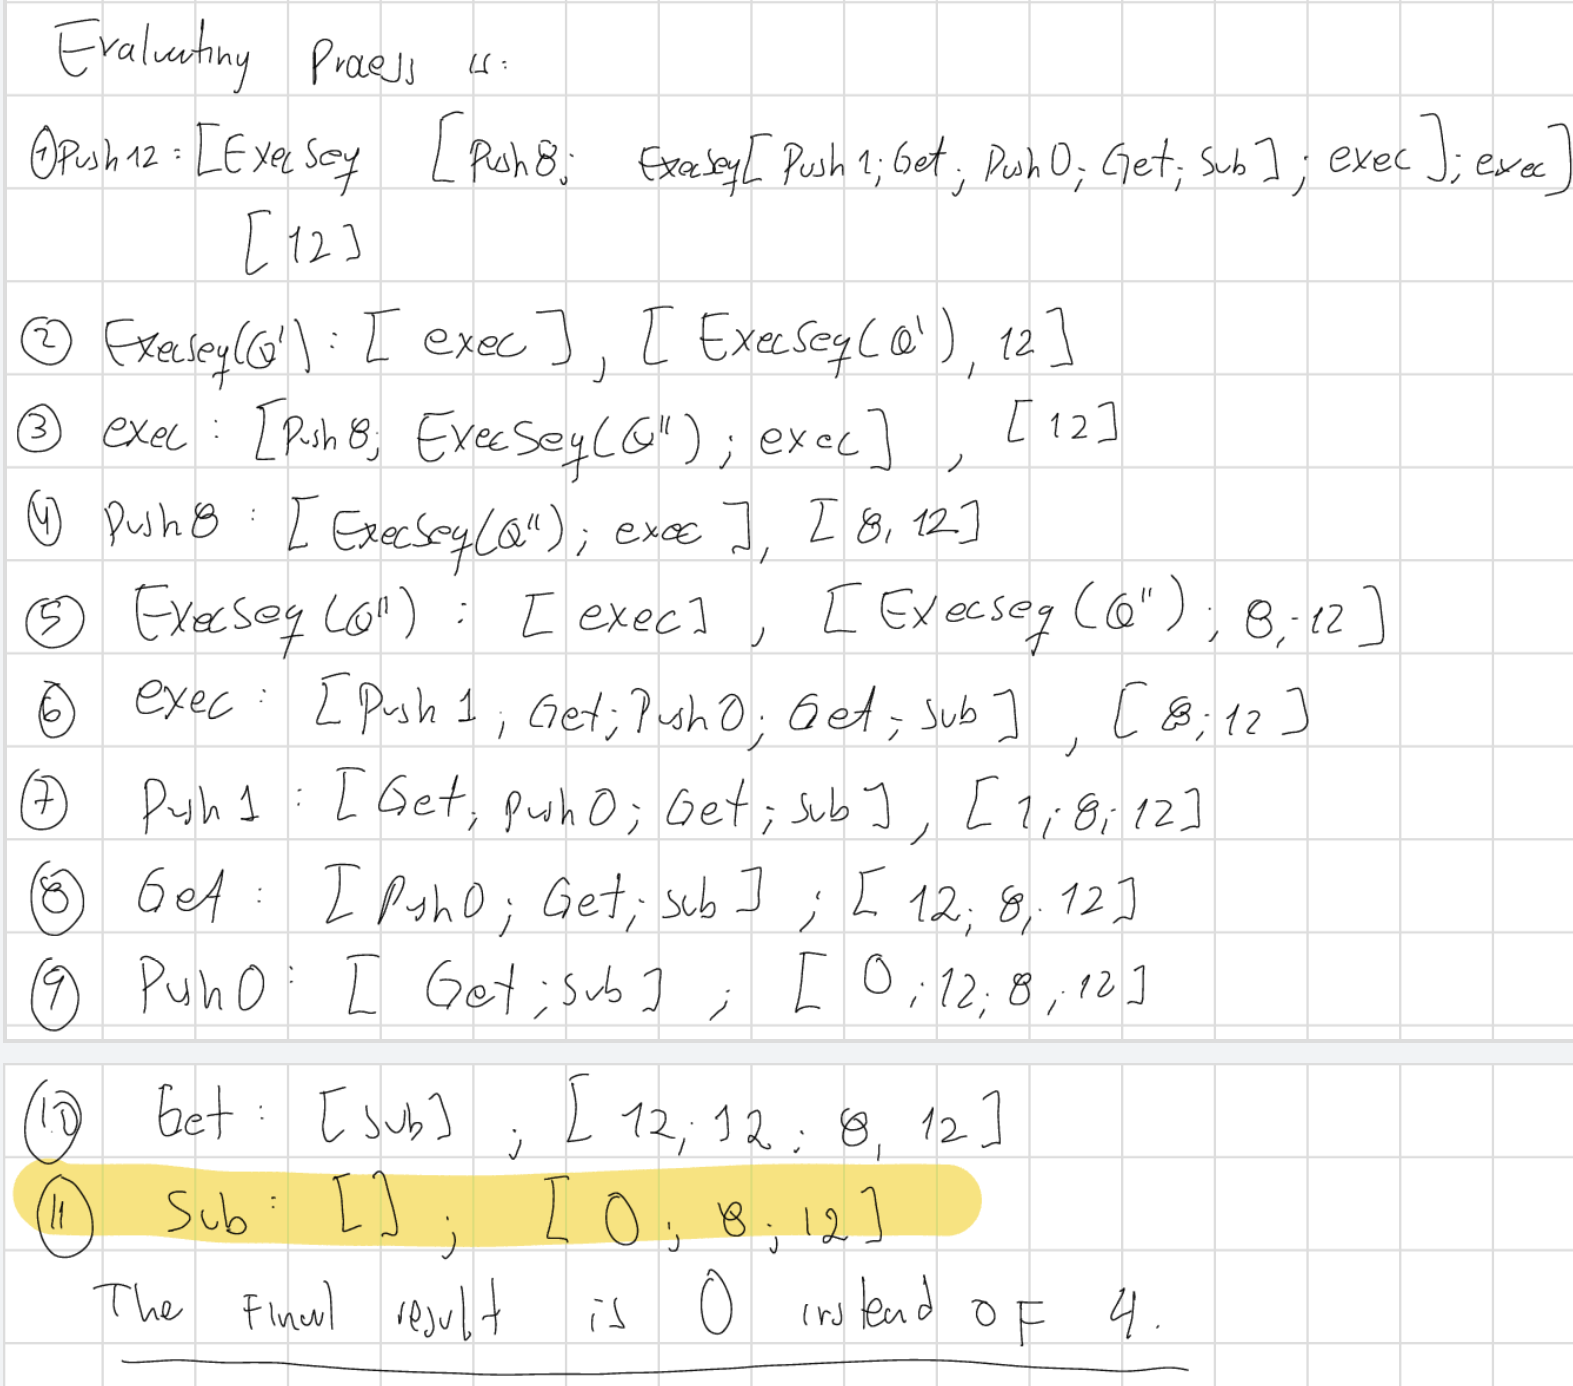 Evaluating Process is:
① Push 12 : [ExecSeq [Push 8; ExecSeq[Push 1; Get; Push 0; Get; Sub]; exec]; exec]
[12]
② ExecSeq(Q') : [exec], [ExecSeq(Q'), 12]
③ exec : [Push 8; ExecSeq(Q''); exec], [12]
④ Push 8 : [ExecSeq(Q''); exec], [8, 12]
⑤ ExecSeq(Q'') : [exec], [Execseq(Q''); 8; 12]
⑥ exec : [Push 1; Get; Push 0; Get; sub], [8; 12]
⑦ Push 1 : [Get; push 0; Get; sub], [1; 8; 12]
⑧ Get : [Push 0; Get; sub] ; [12; 8; 12]
⑨ Push 0 : [Get; sub] ; [0; 12; 8; 12]
⑩ Get : [sub] ; [12; 12; 8, 12]
⑪ Sub : [] ; [0; 8; 12]
The Final result is 0 instead of 4.